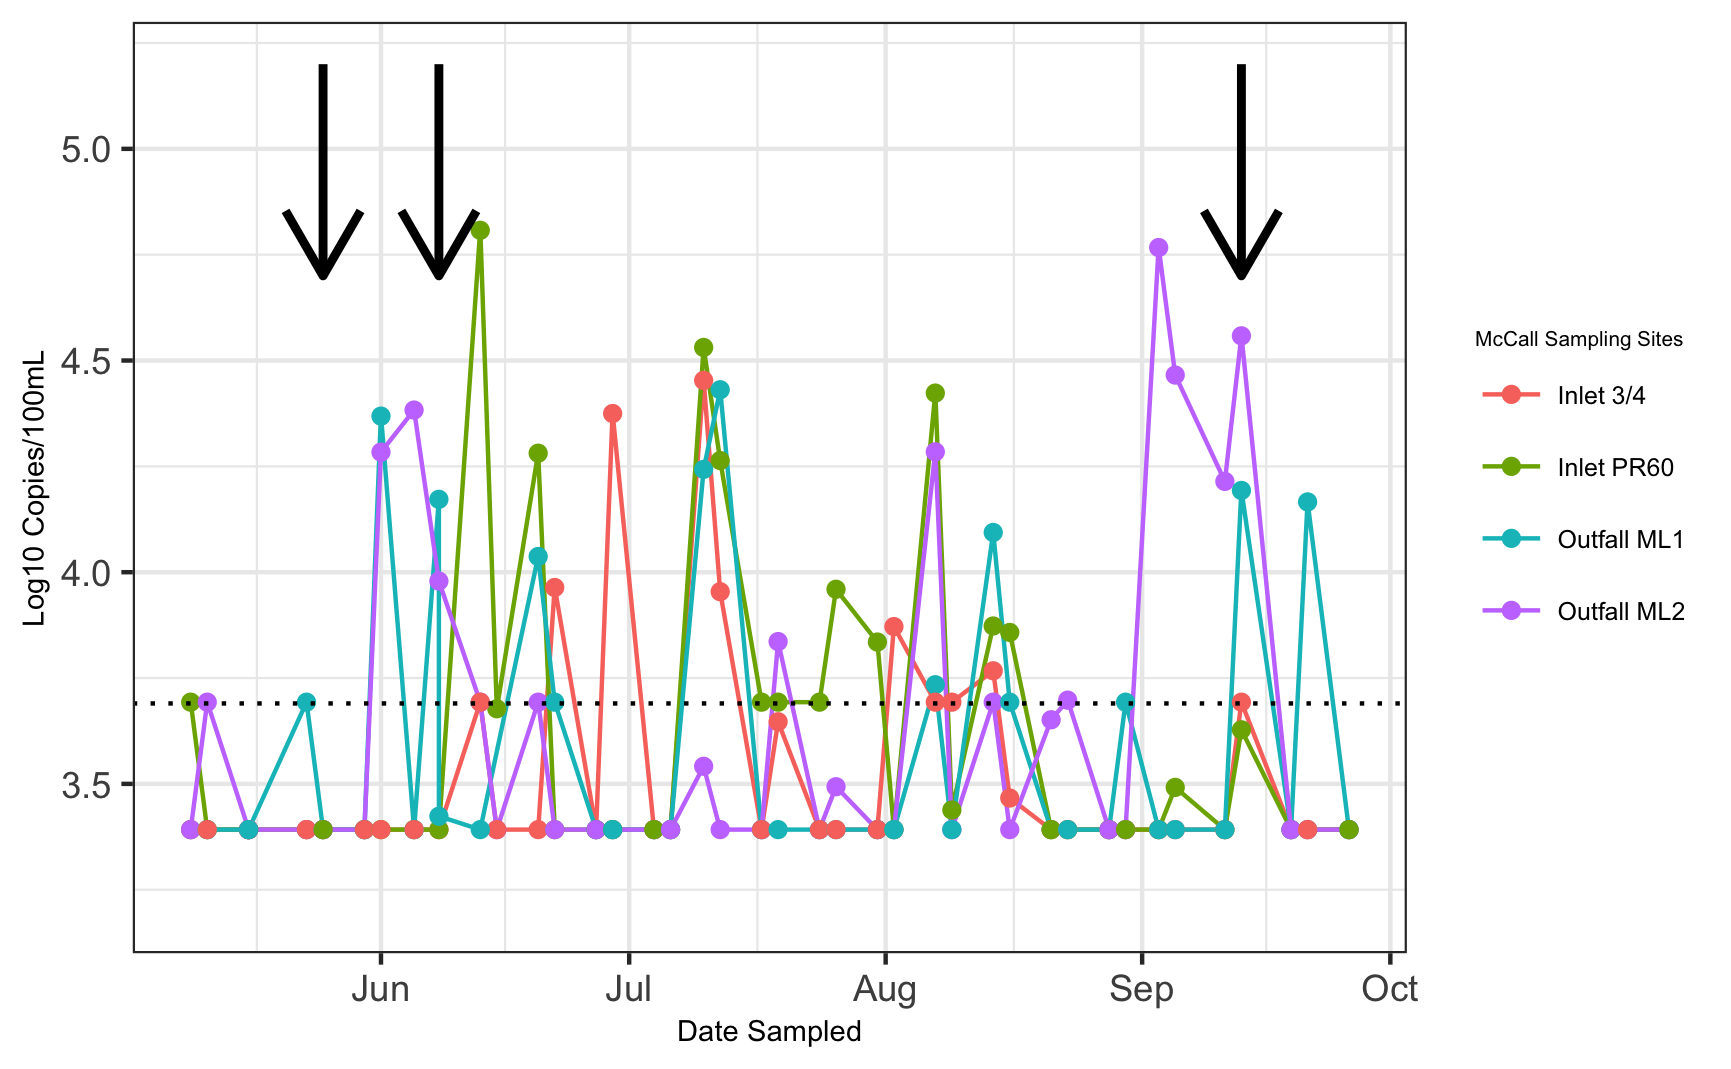 5.0
4.5
4.0
3.5
Log10 Copies/100mL
Jun Jul Aug Sep Oct
Date Sampled
McCall Sampling Sites
Inlet 3/4
Inlet PR60
Outfall ML1
Outfall ML2